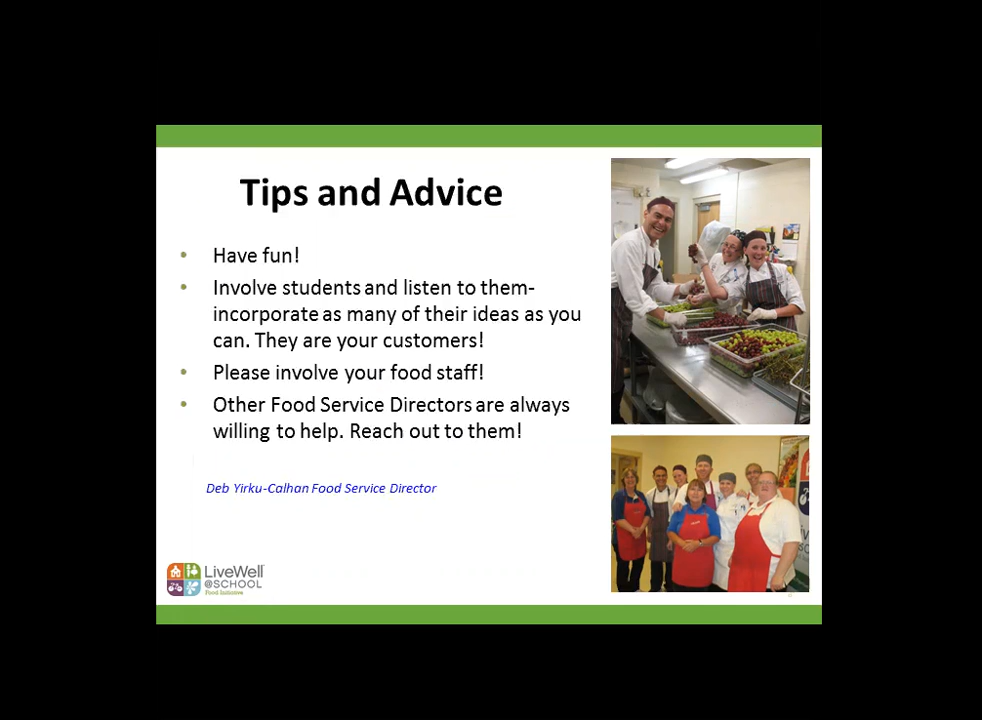 Tips and Advice
• Have fun!
• Involve students and listen to them-
incorporate as many of their ideas as you
can. They are your customers!
• Please involve your food staff!
• Other Food Service Directors are always
willing to help. Reach out to them!
Deb Yirku-Calhan Food Service Director
LiveWell
@SCHOOL
Food Initiative